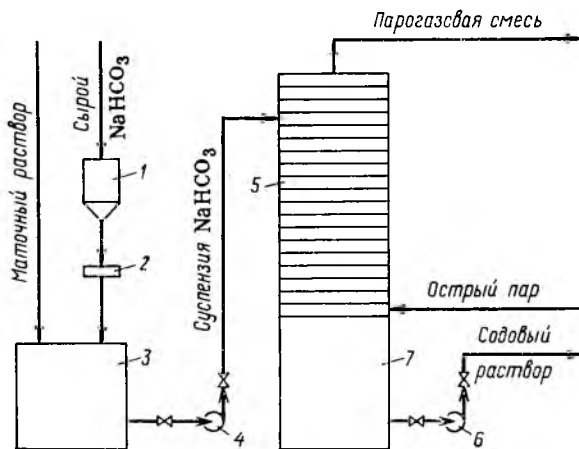 Парогазовая смесь
Маточный раствор
Сырой
NaHCO3
1
2
3
4
Суспензия NaHCO3
5
Острый пар
Содовый
раствор
7
6